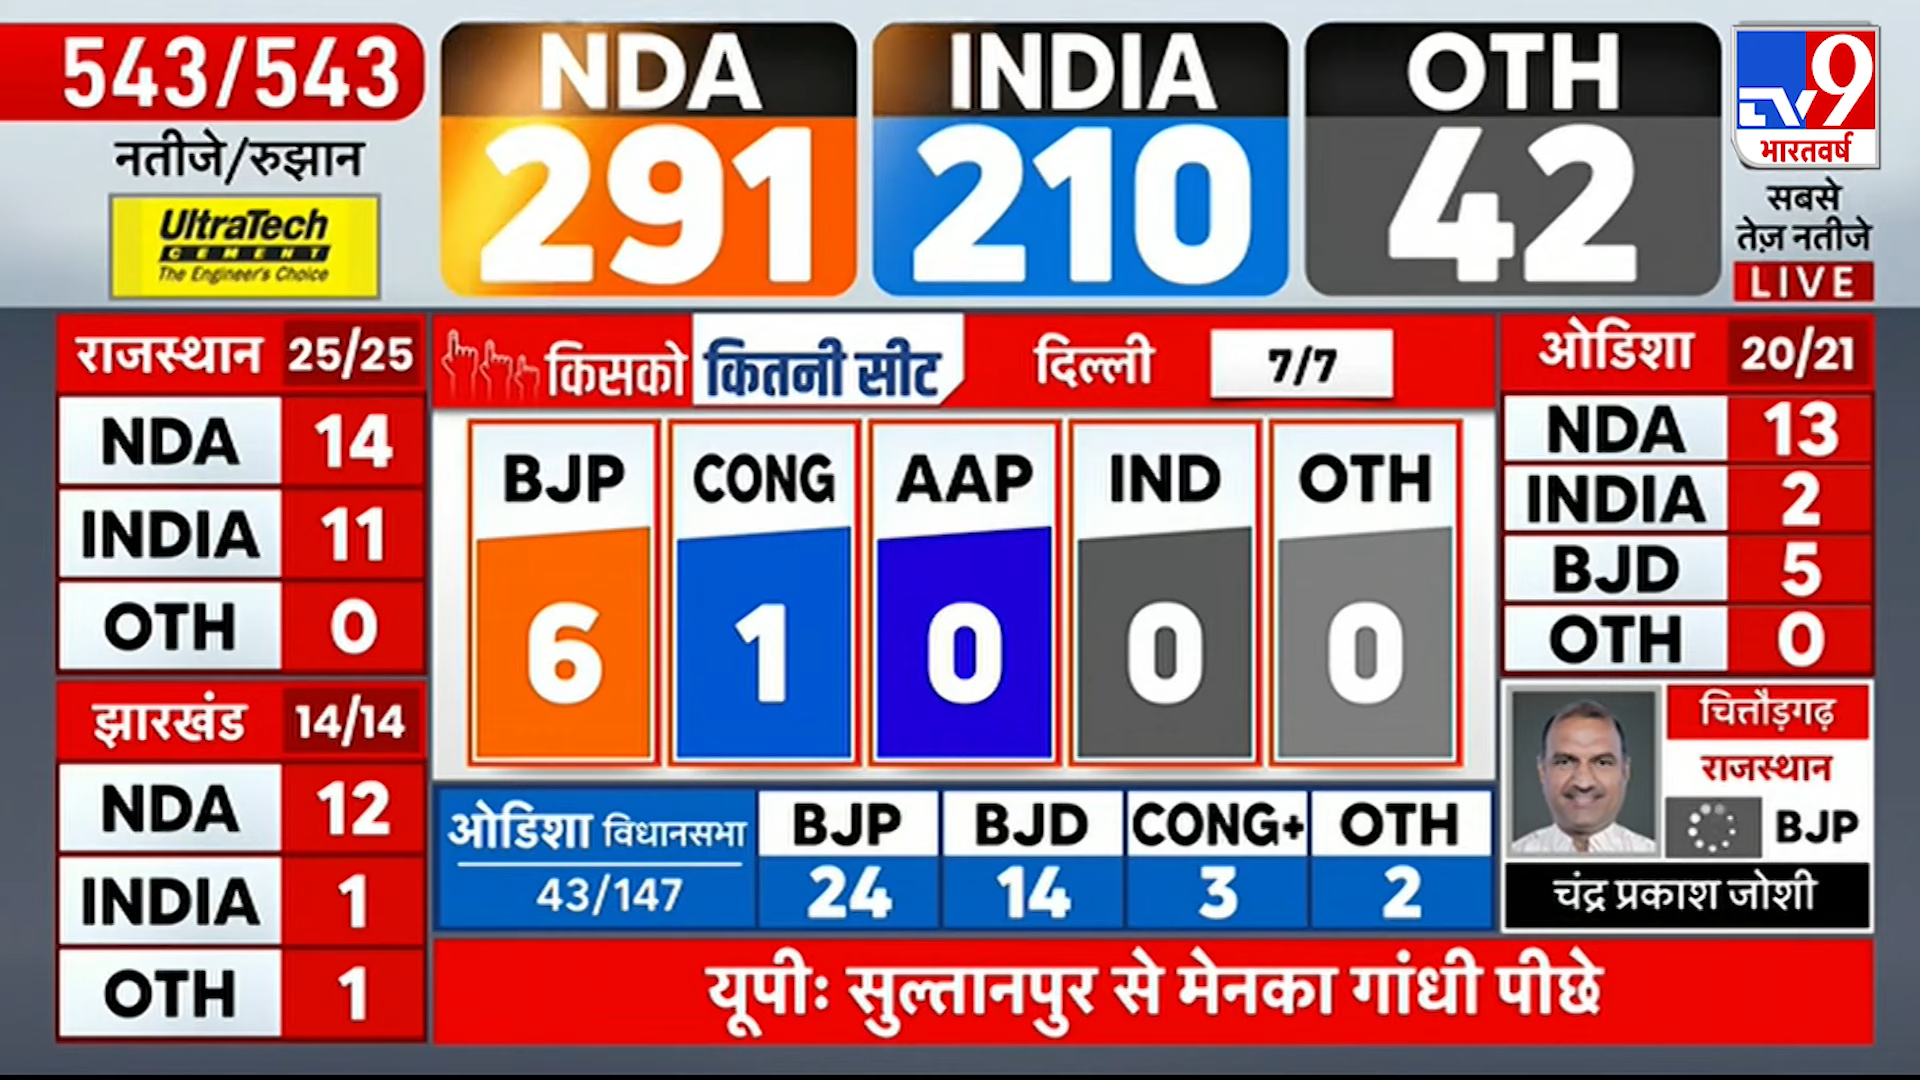 543/543
नतीजे/रुझान
UltraTech
CEMENT
The Engineer's Choice
NDA
291
INDIA
210
OTH
42
TV9
भारतवर्ष
सबसे
तेज़ नतीजे
LIVE
राजस्थान 25/25
NDA 14
INDIA 11
OTH 0
झारखंड 14/14
NDA 12
INDIA 1
OTH 1
किसको कितनी सीट दिल्ली 7/7
BJP CONG AAP IND OTH
6 1 0 0 0
ओडिशा विधानसभा BJP BJD CONG+ OTH
43/147 24 14 3 2
ओडिशा 20/21
NDA 13
INDIA 2
BJD 5
OTH 0
चित्तौड़गढ़
राजस्थान
BJP
चंद्र प्रकाश जोशी
यूपीः सुल्तानपुर से मेनका गांधी पीछे